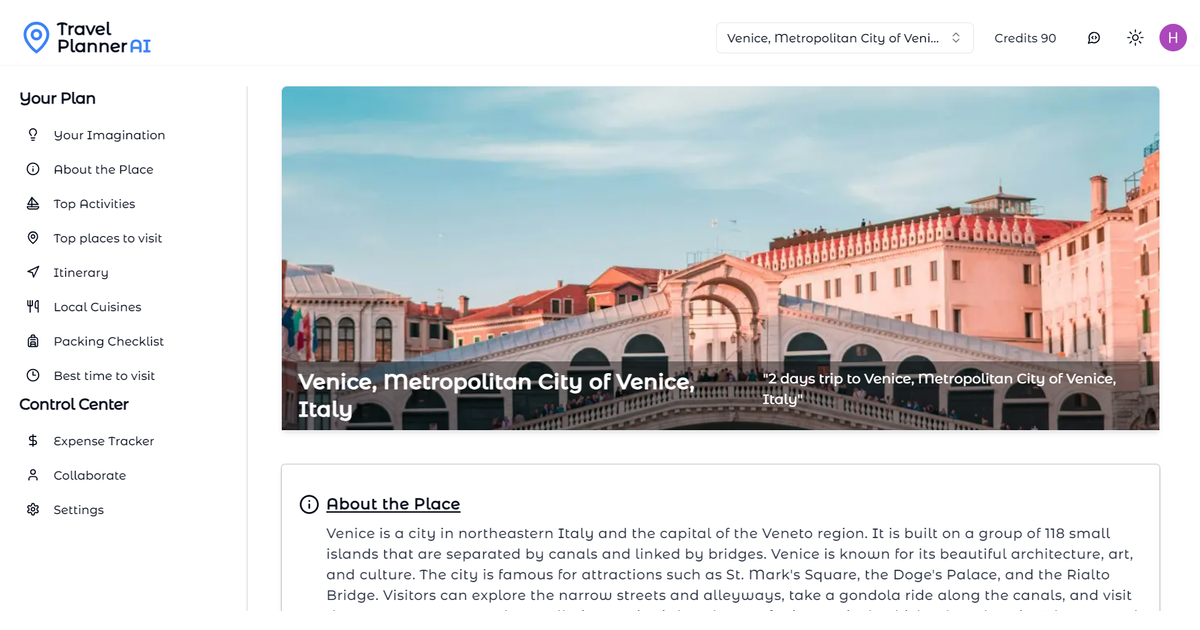 Travel
Planner AI
Venice, Metropolitan City of Veni...
Credits 90
H
Your Plan
Your Imagination
About the Place
Top Activities
Top places to visit
Itinerary
Local Cuisines
Packing Checklist
Best time to visit
Control Center
Expense Tracker
Collaborate
Settings
Venice, Metropolitan City of Venice,
Italy
"2 days trip to Venice, Metropolitan City of Venice,
Italy"
About the Place
Venice is a city in northeastern Italy and the capital of the Veneto region. It is built on a group of 118 small
islands that are separated by canals and linked by bridges. Venice is known for its beautiful architecture, art,
and culture. The city is famous for attractions such as St. Mark's Square, the Doge's Palace, and the Rialto
Bridge. Visitors can explore the narrow streets and alleyways, take a gondola ride along the canals, and visit